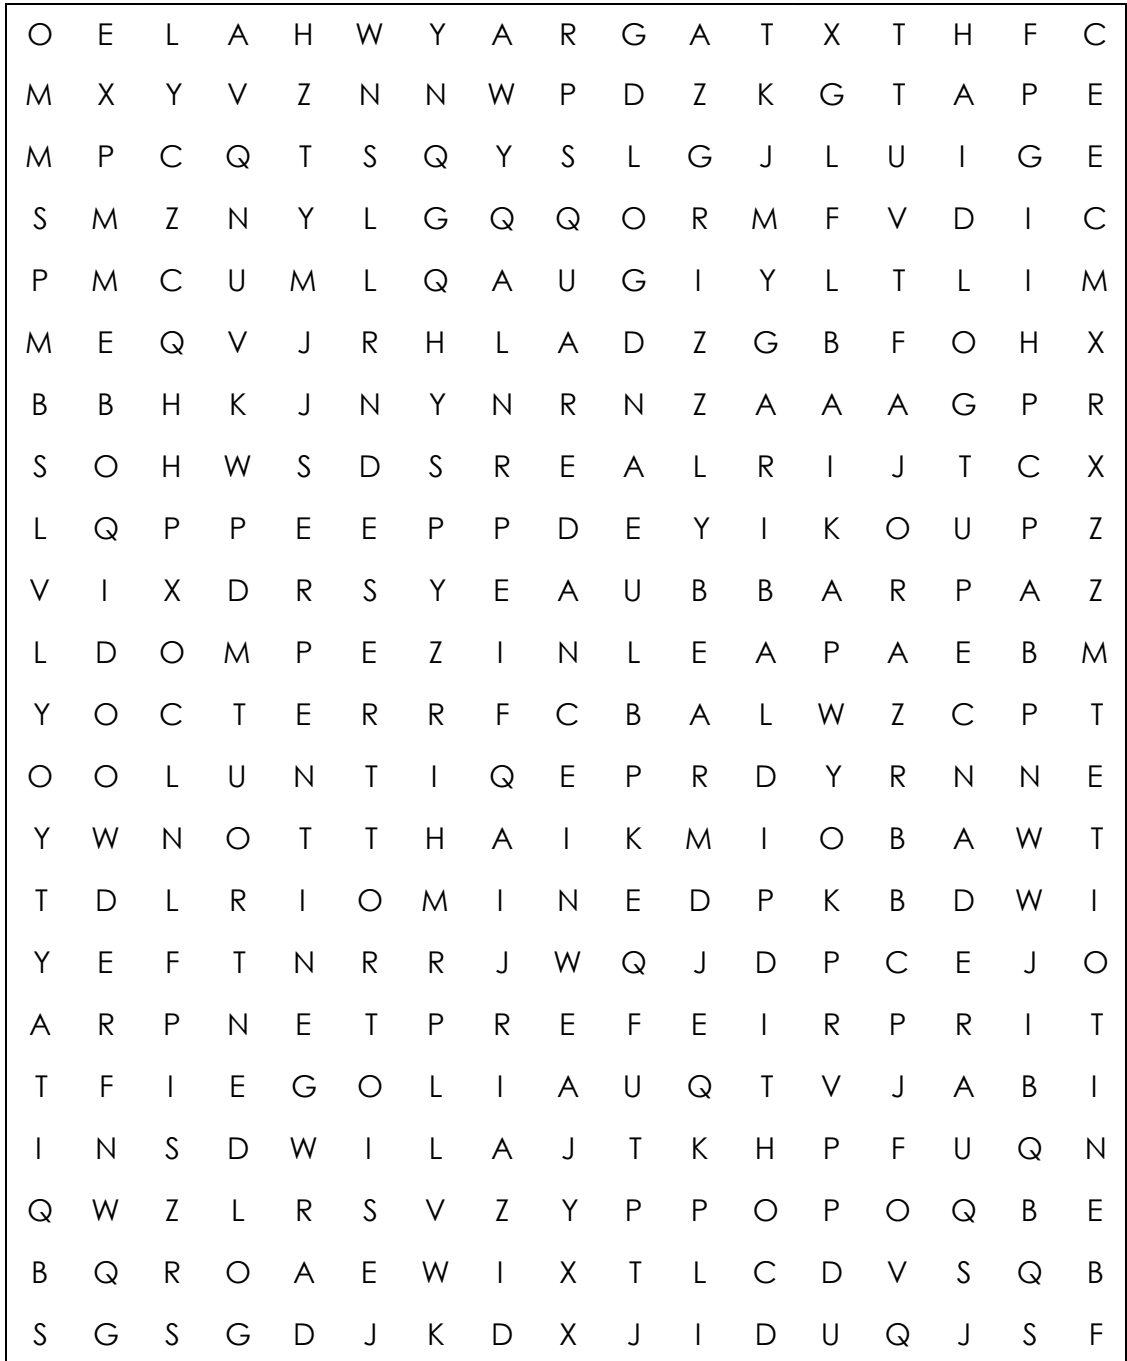 O E L A H W Y A R G A T X T H F C
M X Y V Z N N W P D Z K G T A P E
M P C Q T S Q Y S L G J L U I G E
S M Z N Y L G Q Q O R M F V D I C
P M C U M L Q A U G I Y L T L I M
M E Q V J R H L A D Z G B F O H X
B B H K J N Y N R N Z A A A G P R
S O H W S D S R E A L R I J T C X
L Q P P E E P P D E Y I K O U P Z
V I X D R S Y E A U B B A R P A Z
L D O M P E Z I N L E A P A E B M
Y O C T E R R F C B A L W Z C P T
O O L U N T I Q E P R D Y R N N E
Y W N O T T H A I K M I O B A W T
T D L R I O M I N E D P K B D W I
Y E F T N R R J W Q J D P C E J O
A R P N E T P R E F E I R P R I T
T F I E G O L I A U Q T V J A B I
I N S D W I L A J T K H P F U Q N
Q W Z L R S V Z Y P P O P O Q B E
B Q R O A E W I X T L C D V S Q B
S G S G D J K D X J I D U Q J S F